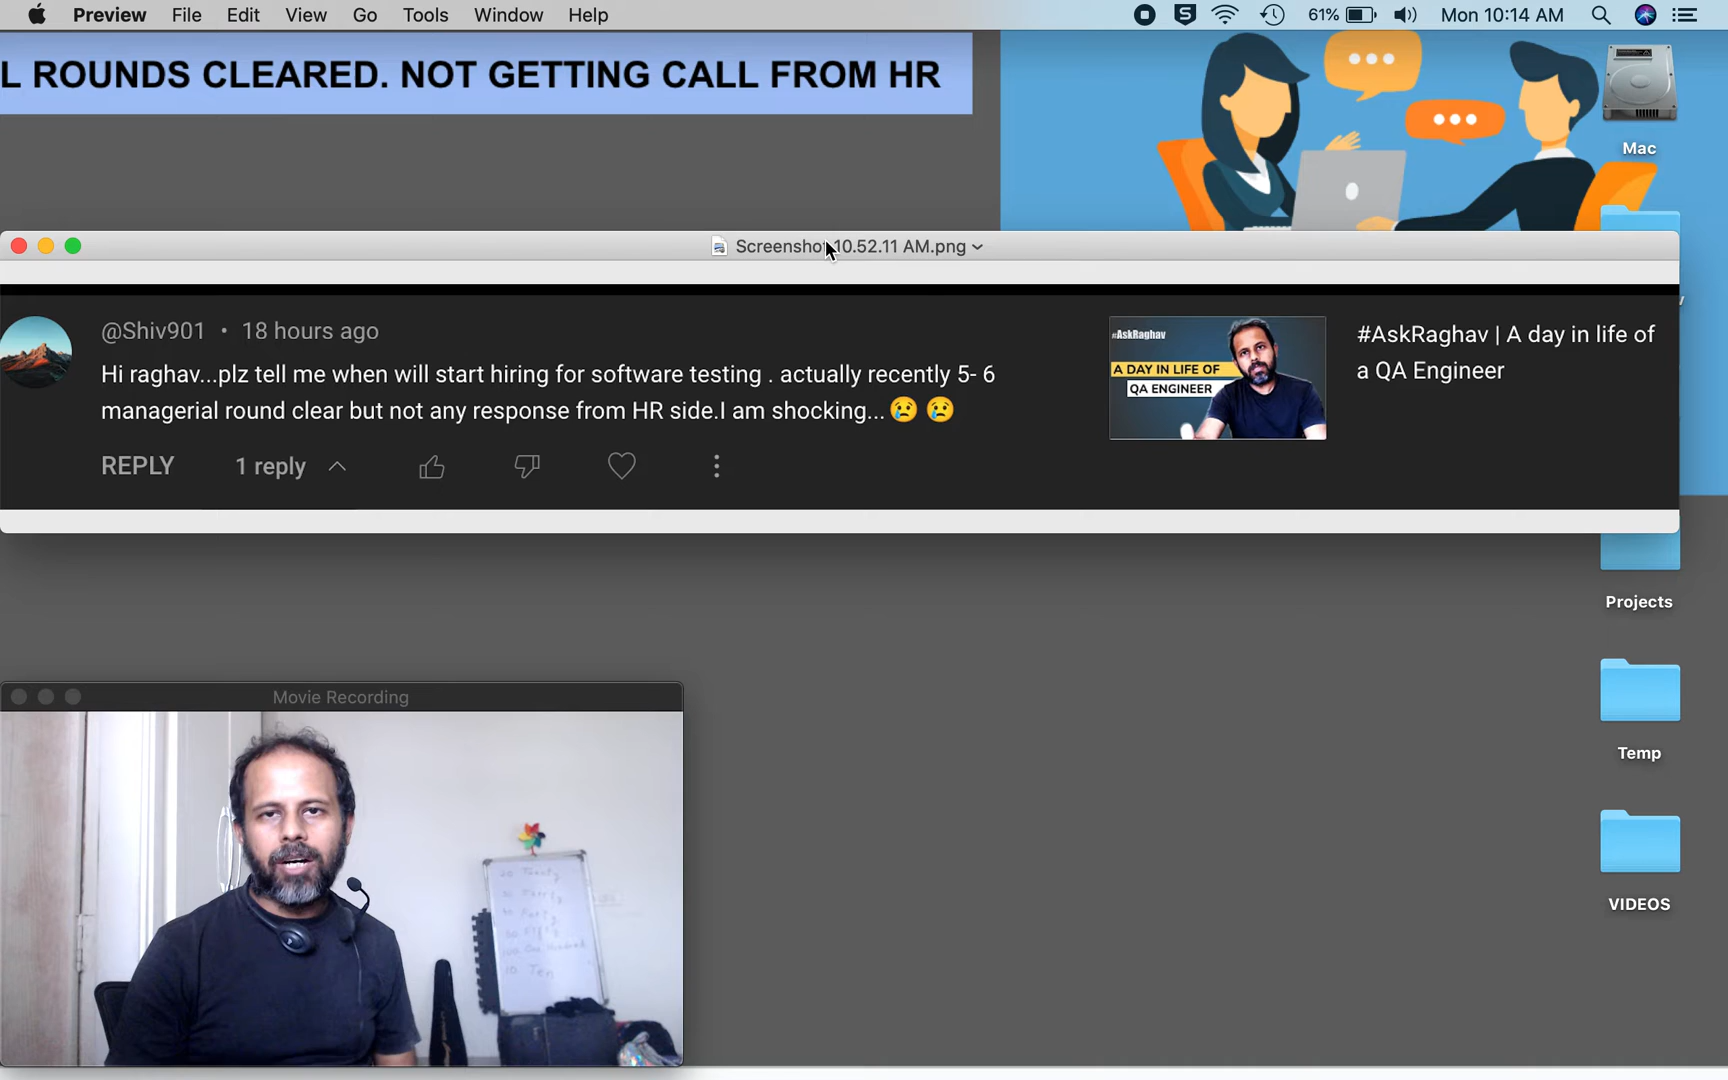 Preview File Edit View Go Tools Window Help
61% Mon 10:14 AM
L ROUNDS CLEARED. NOT GETTING CALL FROM HR
Mac
10.52.11 AM.png
@Shiv901 • 18 hours ago
Hi raghav...plz tell me when will start hiring for software testing . actually recently 5- 6
managerial round clear but not any response from HR side.I am shocking...😢 😢
REPLY 1 reply
#AskRaghav
A DAY IN LIFE OF
QA ENGINEER
#AskRaghav | A day in life of
a QA Engineer
Projects
Movie Recording
Temp
VIDEOS
Ten